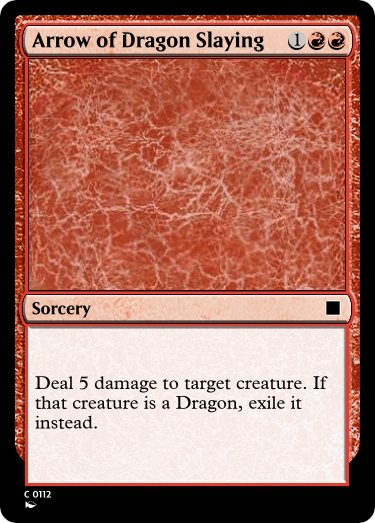 Arrow of Dragon Slaying 1
Sorcery
Deal 5 damage to target creature. If
that creature is a Dragon, exile it
instead.
C 0112